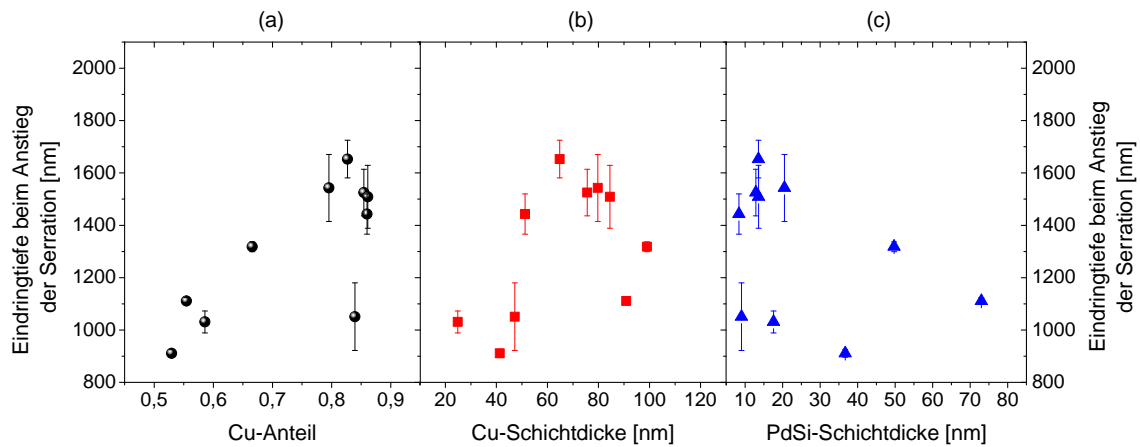 (a) (b) (c)
Eindringtiefe beim Anstieg
der Serration [nm]
2000
1800
1600
1400
1200
1000
800
0,5 0,6 0,7 0,8 0,9
Cu-Anteil
20 40 60 80 100 120
Cu-Schichtdicke [nm]
10 20 30 40 50 60 70 80
PdSi-Schichtdicke [nm]
2000
1800
1600
1400
1200
1000
800
Eindringtiefe beim Anstieg
der Serration [nm]